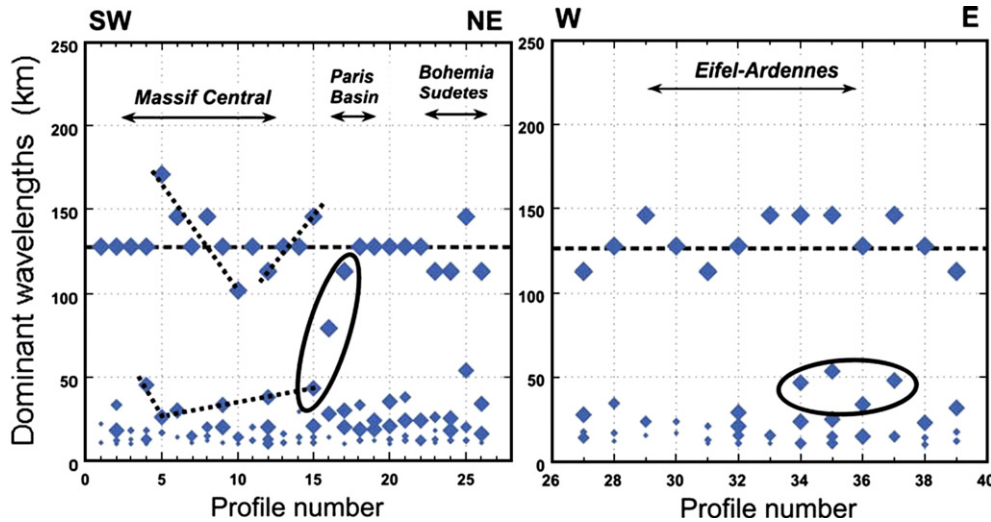 SW NE
250
200
150
100
50
0
Dominant wavelengths (km)
Massif Central
Paris
Basin
Bohemia
Sudetes
0 5 10 15 20 25
Profile number
W E
250
200
150
100
50
0
Eifel-Ardennes
26 28 30 32 34 36 38 40
Profile number